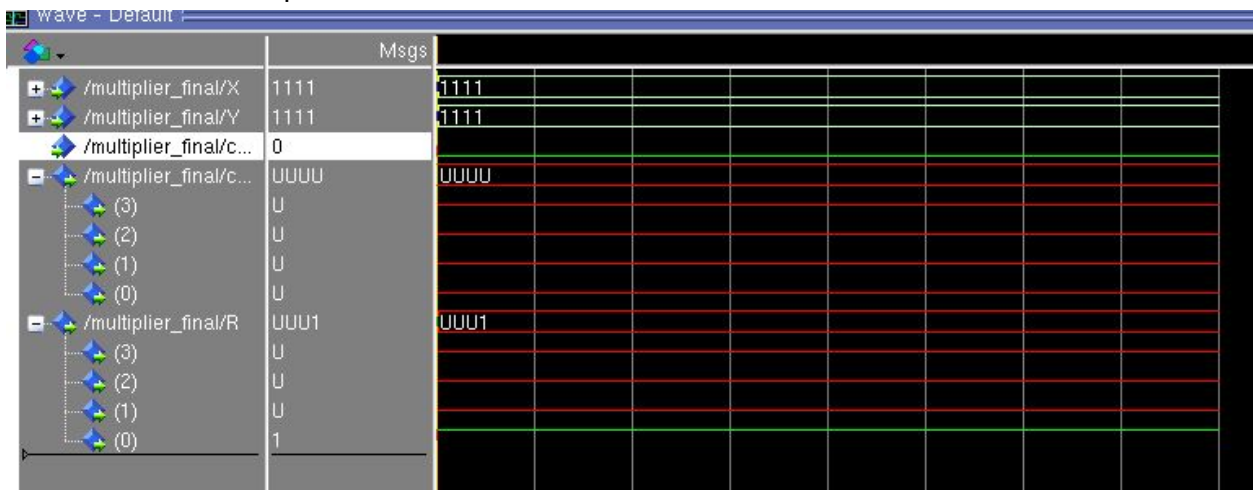 Wave - Default
Msgs
/multiplier_final/X 1111 1111
/multiplier_final/Y 1111 1111
/multiplier_final/c... 0
/multiplier_final/c... UUUU UUUU
(3) U
(2) U
(1) U
(0) U
/multiplier_final/R UUU1 UUU1
(3) U
(2) U
(1) U
(0) 1